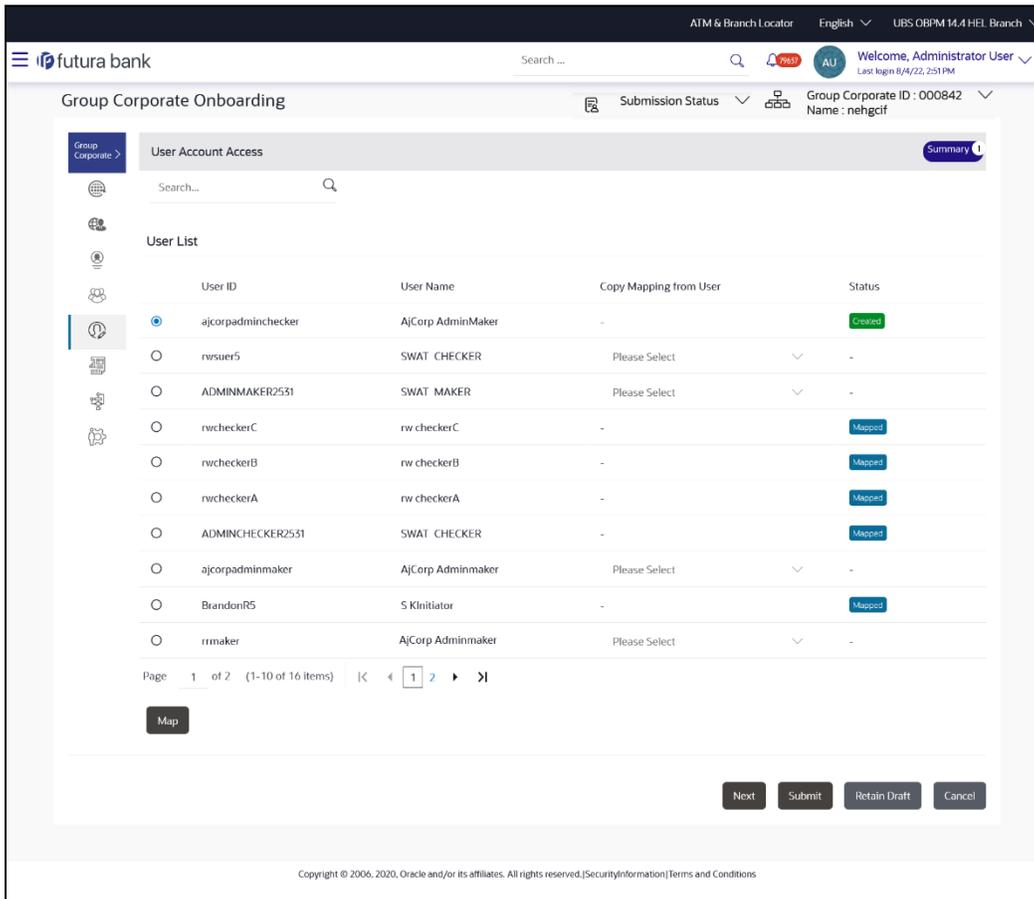 ATM & Branch Locator English UBS OBPM 14.4 HEL Branch
futura bank Search ... 79657 AU Welcome, Administrator User
Last login 8/4/22, 2:51 PM
Group Corporate Onboarding Submission Status Group Corporate ID : 000842
Name : nehgcif
Group
Corporate >
User Account Access Summary
Search...
User List
User ID User Name Copy Mapping from User Status
ajcorpadminchecker AjCorp AdminMaker - Created
rwsuer5 SWAT CHECKER Please Select -
ADMINMAKER2531 SWAT MAKER Please Select -
rwcheckerC rw checkerC - Mapped
rwcheckerB rw checkerB - Mapped
rwcheckerA rw checkerA - Mapped
ADMINCHECKER2531 SWAT CHECKER - Mapped
ajcorpadminmaker AjCorp Adminmaker Please Select -
BrandonR5 S KInitiator - Mapped
rrmaker AjCorp Adminmaker Please Select -
Page 1 of 2 (1-10 of 16 items) 1 2
Map
Next Submit Retain Draft Cancel
Copyright © 2006, 2020, Oracle and/or its affiliates. All rights reserved.|SecurityInformation|Terms and Conditions